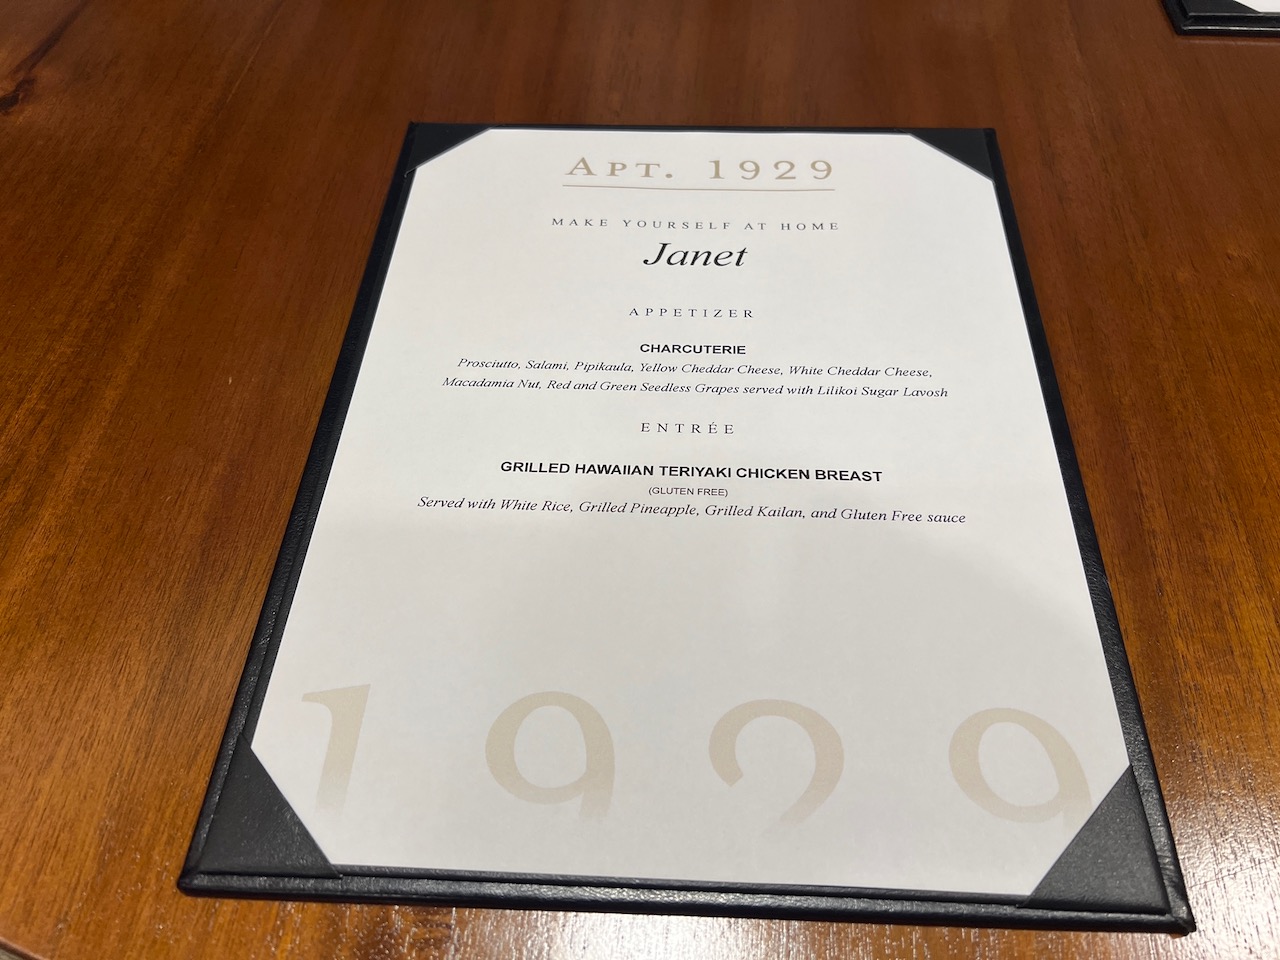 APT. 1929
MAKE YOURSELF AT HOME
Janet
APPETIZER
CHARCUTERIE
Prosciutto, Salami, Pipikaula, Yellow Cheddar Cheese, White Cheddar Cheese,
Macadamia Nut, Red and Green Seedless Grapes served with Lilikoi Sugar Lavosh
ENTRÉE
GRILLED HAWAIIAN TERIYAKI CHICKEN BREAST
(GLUTEN FREE)
Served with White Rice, Grilled Pineapple, Grilled Kailan, and Gluten Free sauce
1929